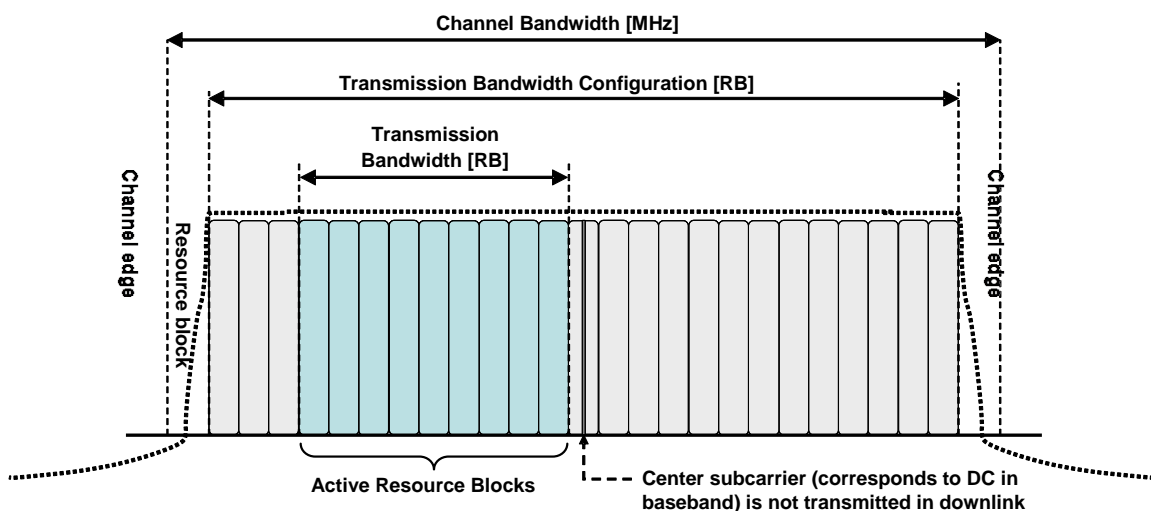 Channel Bandwidth [MHz]
Transmission Bandwidth Configuration [RB]
Transmission
Bandwidth [RB]
Channel edge
Resource block
Channel edge
Active Resource Blocks
Center subcarrier (corresponds to DC in
baseband) is not transmitted in downlink